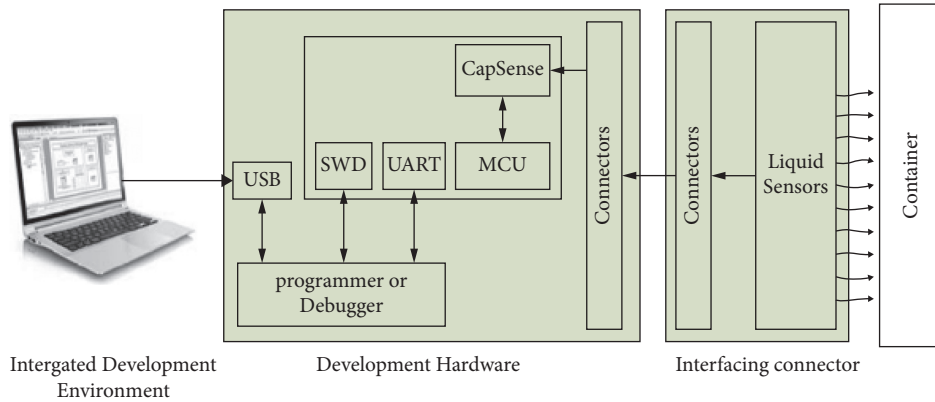 CapSense
USB
SWD
UART
MCU
programmer or
Debugger
Connectors
Connectors
Liquid
Sensors
Container
Intergated Development
Environment
Development Hardware
Interfacing connector